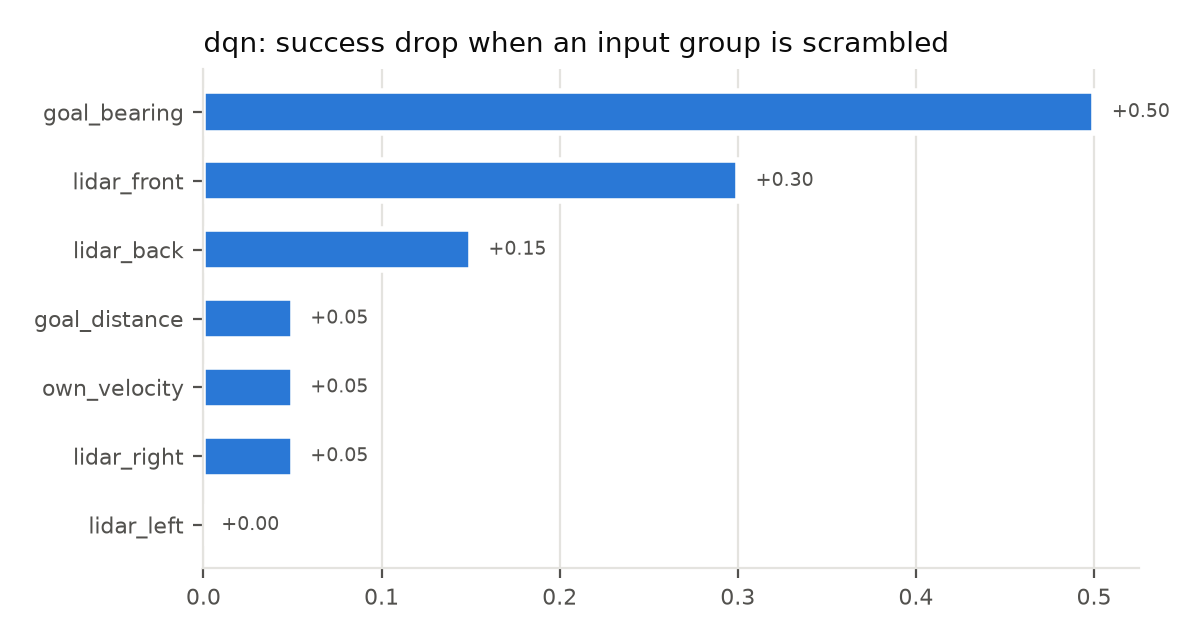 dqn: success drop when an input group is scrambled
goal_bearing +0.50
lidar_front +0.30
lidar_back +0.15
goal_distance +0.05
own_velocity +0.05
lidar_right +0.05
lidar_left +0.00
0.0 0.1 0.2 0.3 0.4 0.5